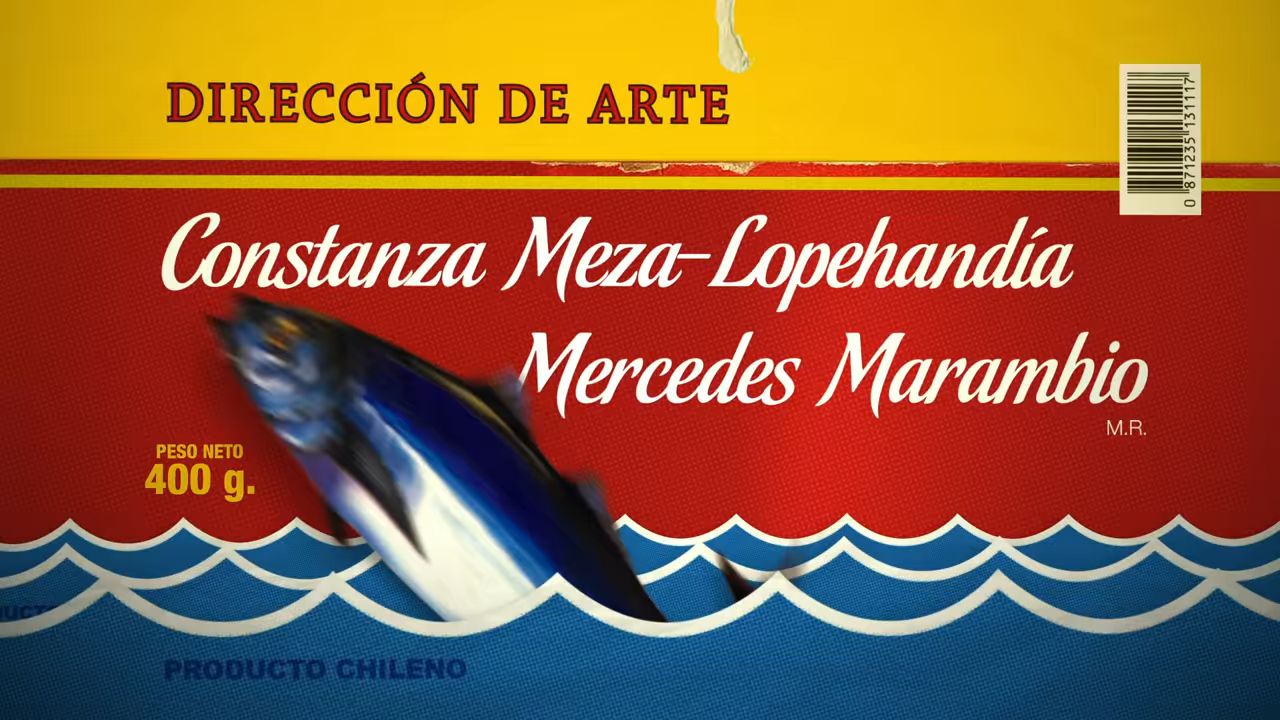 DIRECCIÓN DE ARTE
0 871235 131117
Constanza Meza-Lopehandía
Mercedes Marambio
M.R.
PESO NETO
400 g.
PRODUCTO CHILENO